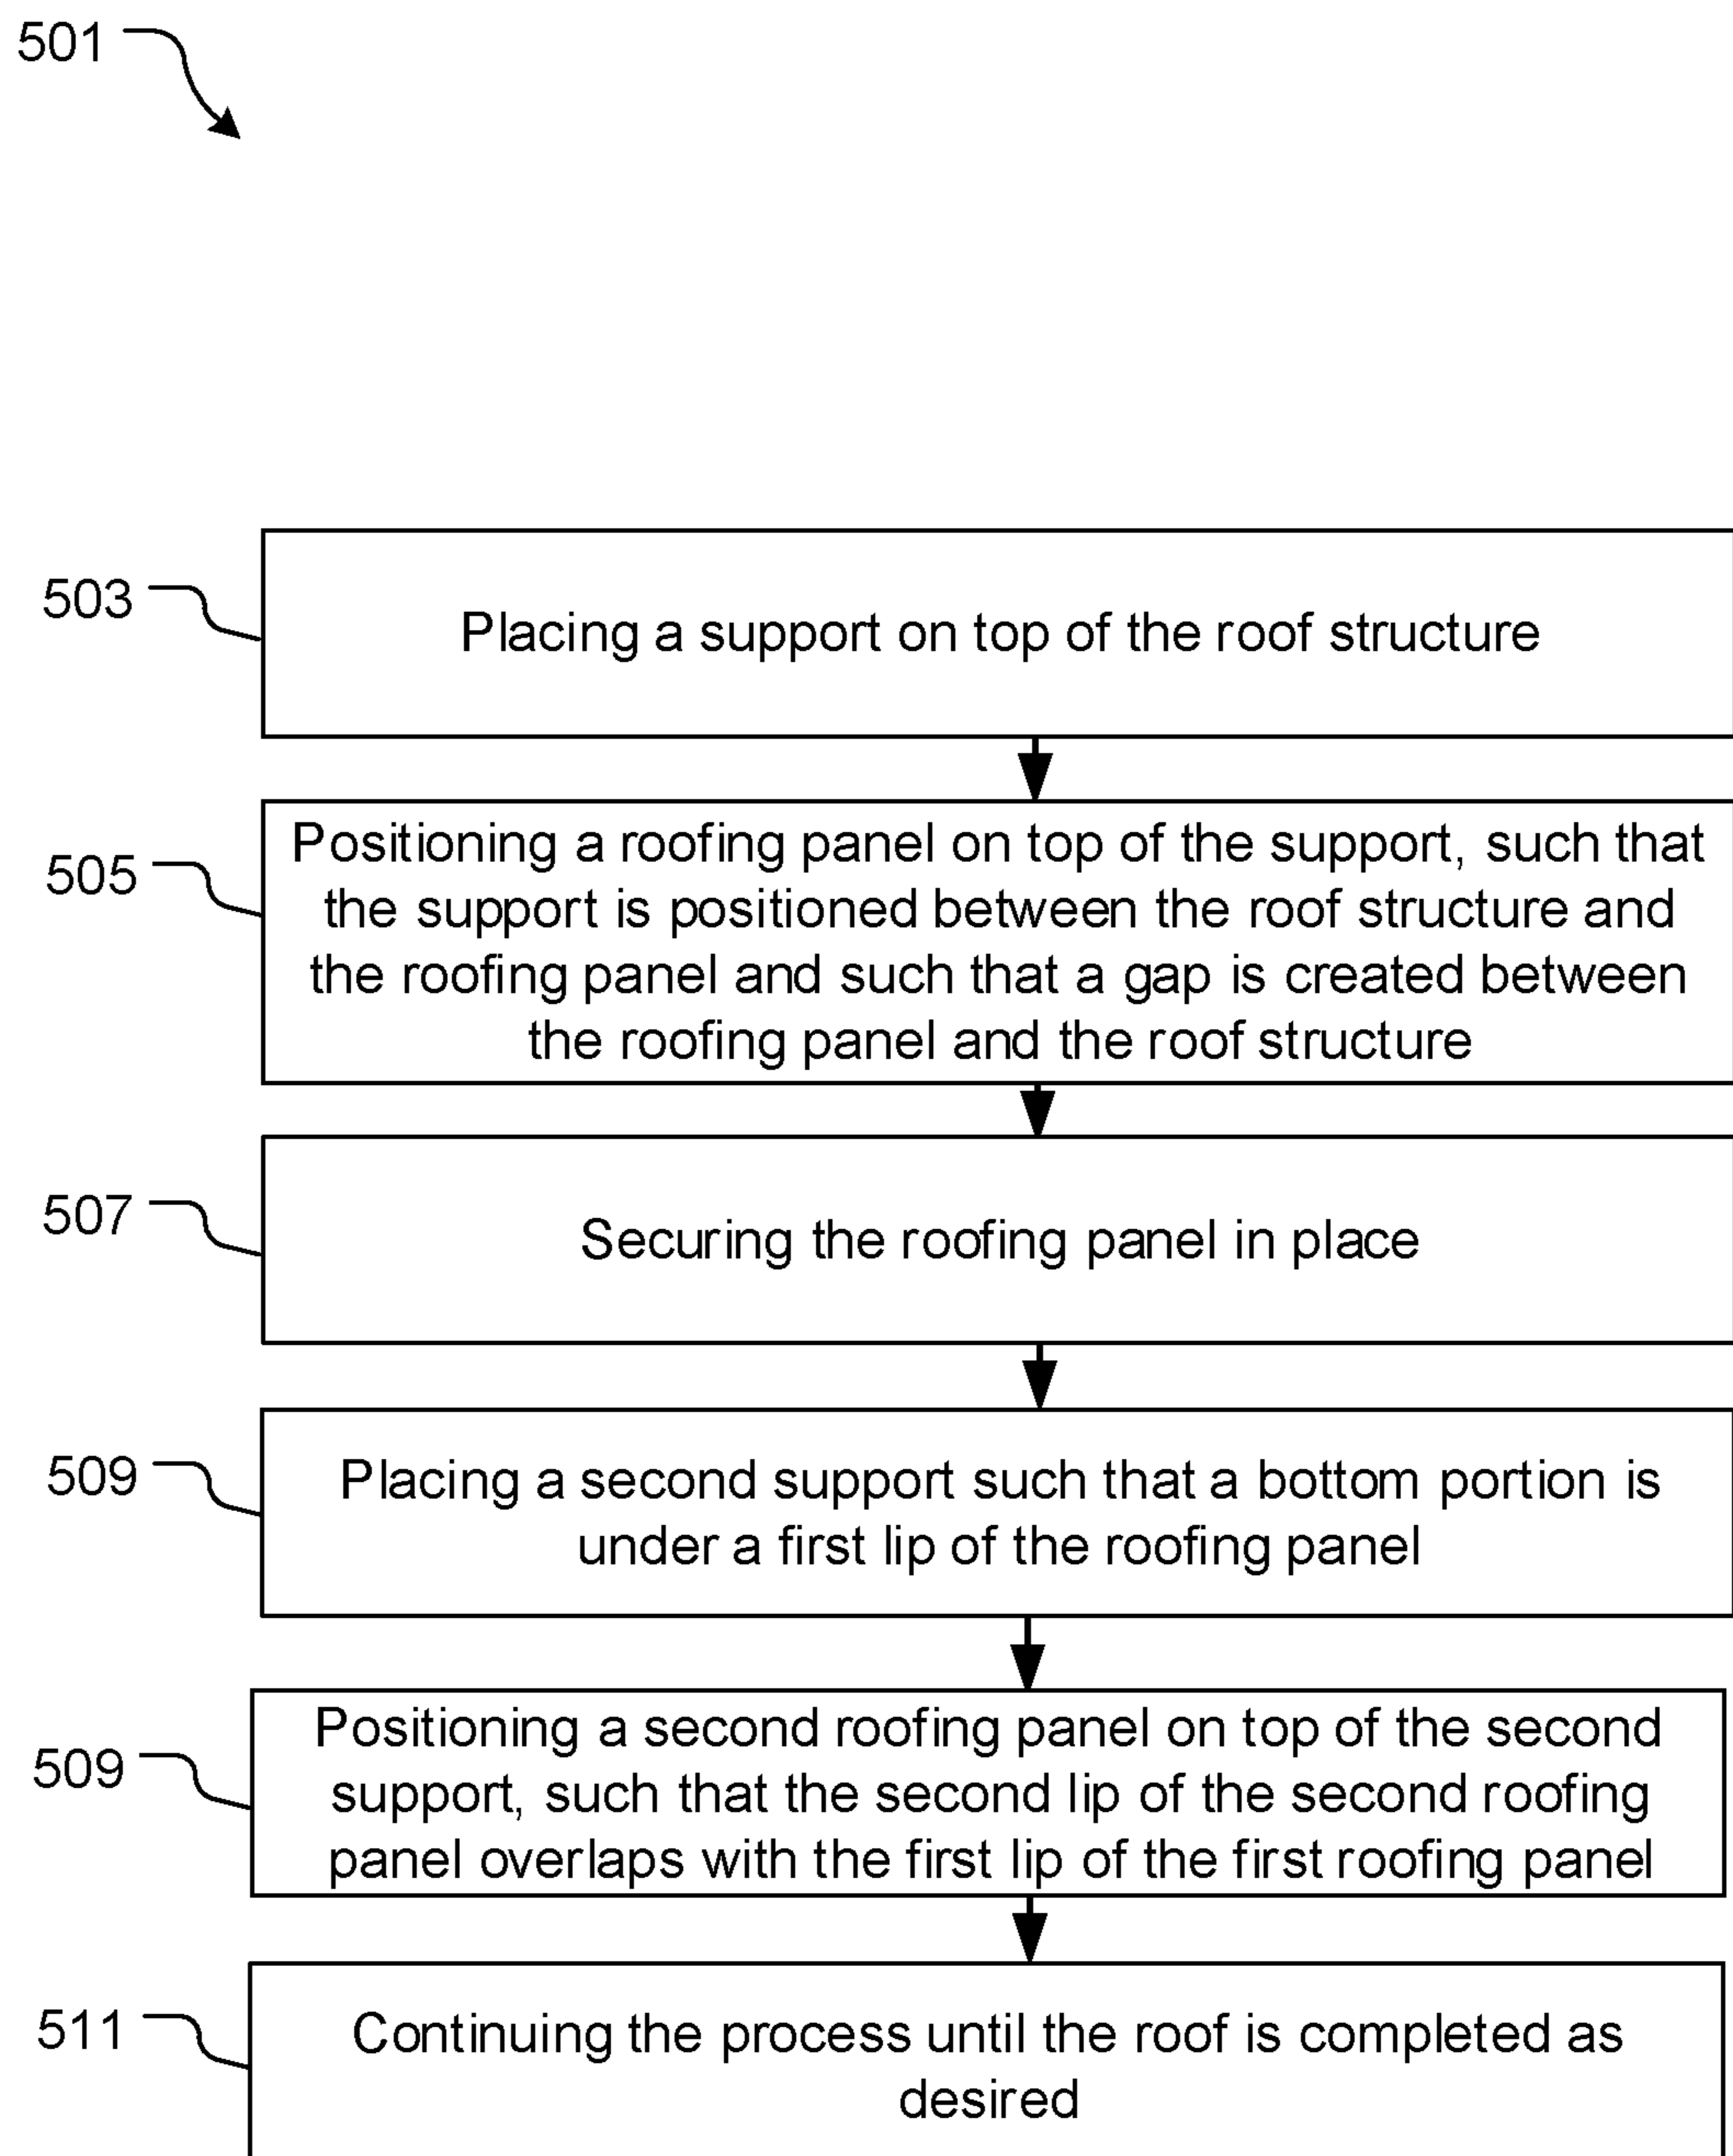 501
503
Placing a support on top of the roof structure
505
Positioning a roofing panel on top of the support, such that
the support is positioned between the roof structure and
the roofing panel and such that a gap is created between
the roofing panel and the roof structure
507
Securing the roofing panel in place
509
Placing a second support such that a bottom portion is
under a first lip of the roofing panel
509
Positioning a second roofing panel on top of the second
support, such that the second lip of the second roofing
panel overlaps with the first lip of the first roofing panel
511
Continuing the process until the roof is completed as
desired